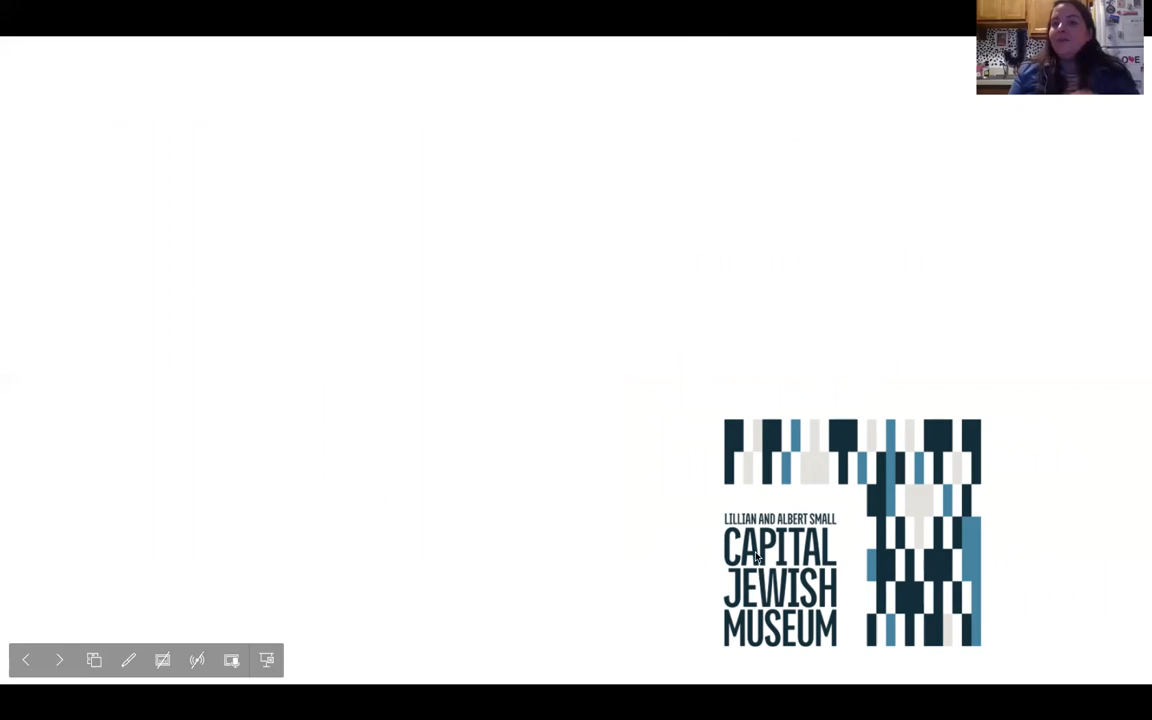 LILLIAN AND ALBERT SMALL
CAPITAL
JEWISH
MUSEUM